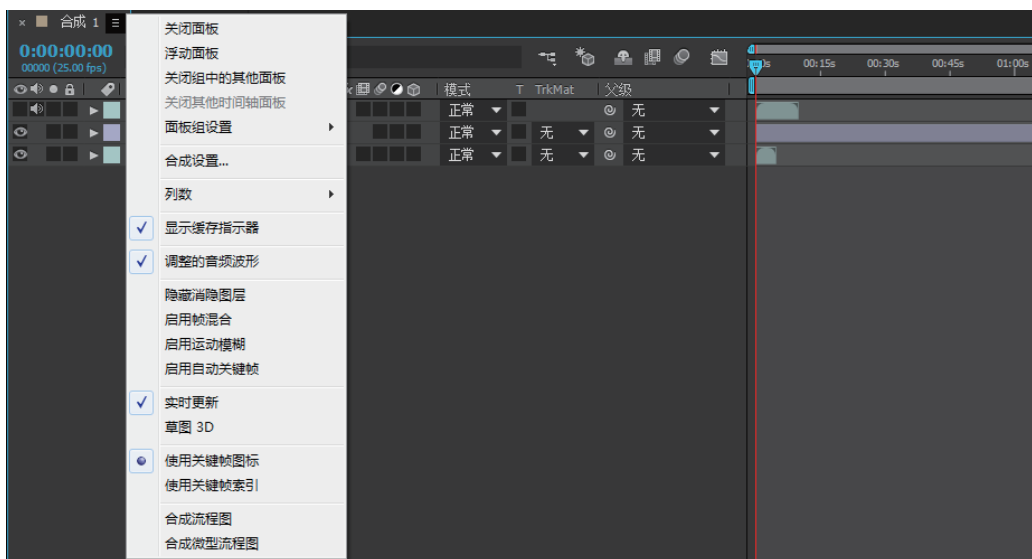 合成 1
0:00:00:00
00000 (25.00 fps)
模式 T TrkMat 父级
正常 无
正常 无 无
正常 无 无
00:15s 00:30s 00:45s 01:00s
关闭面板
浮动面板
关闭组中的其他面板
关闭其他时间轴面板
面板组设置
合成设置...
列数
显示缓存指示器
调整的音频波形
隐藏消隐图层
启用帧混合
启用运动模糊
启用自动关键帧
实时更新
草图 3D
使用关键帧图标
使用关键帧索引
合成流程图
合成微型流程图